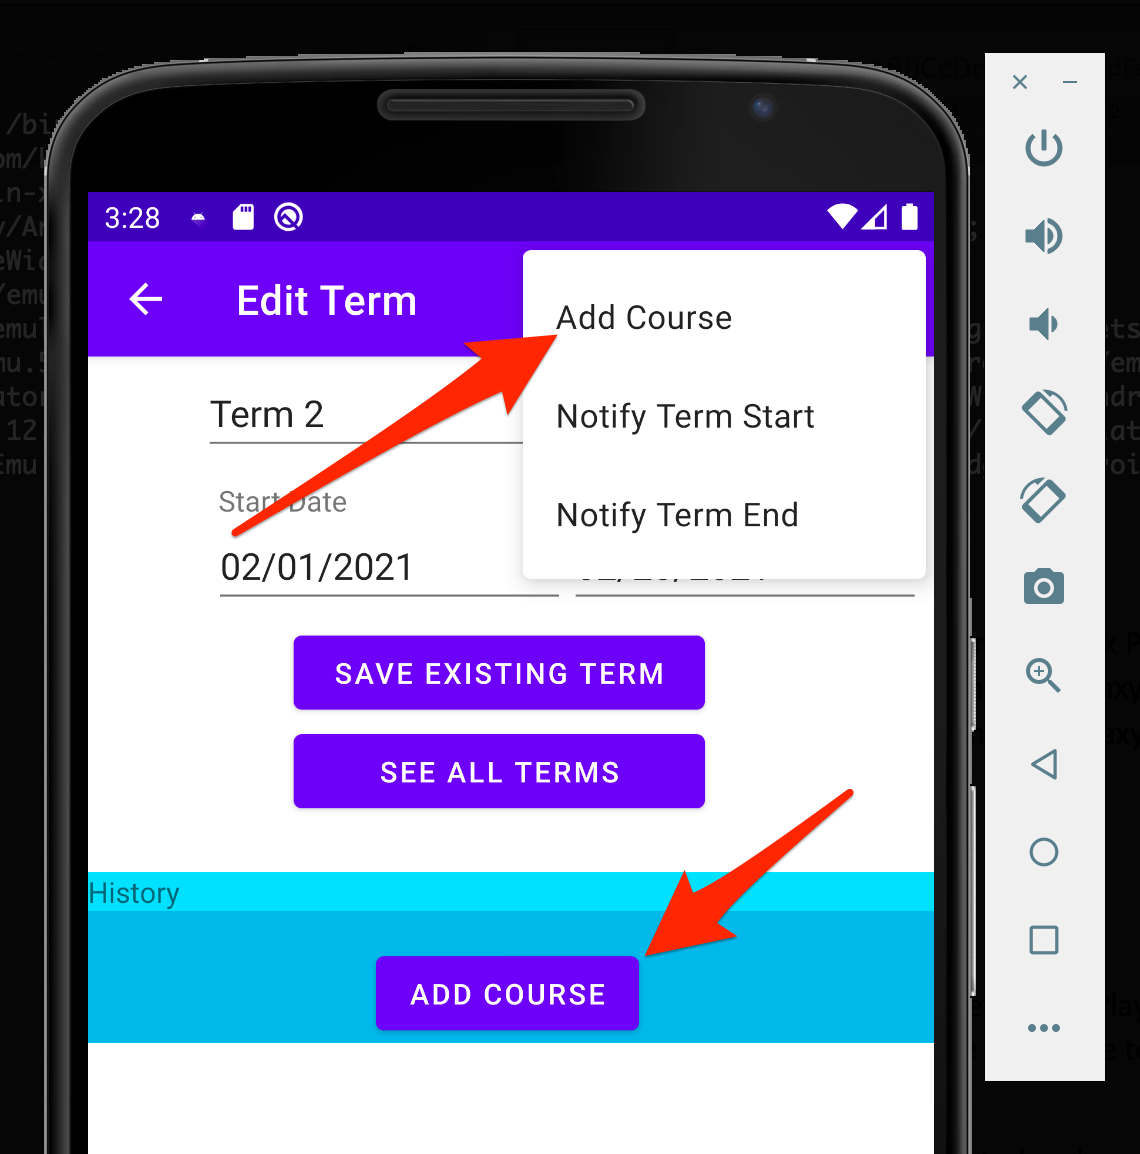 3:28
Edit Term
Add Course
Notify Term Start
Notify Term End
Term 2
Start Date
02/01/2021
SAVE EXISTING TERM
SEE ALL TERMS
History
ADD COURSE